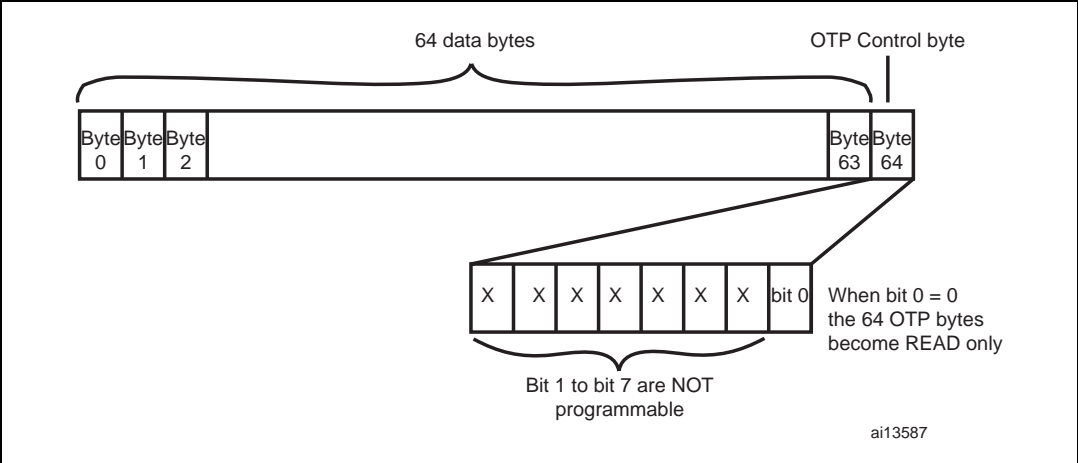 64 data bytes
OTP Control byte
Byte Byte Byte Byte Byte
0 1 2 63 64
X X X X X X X bit 0
When bit 0 = 0
the 64 OTP bytes
become READ only
Bit 1 to bit 7 are NOT
programmable
ai13587